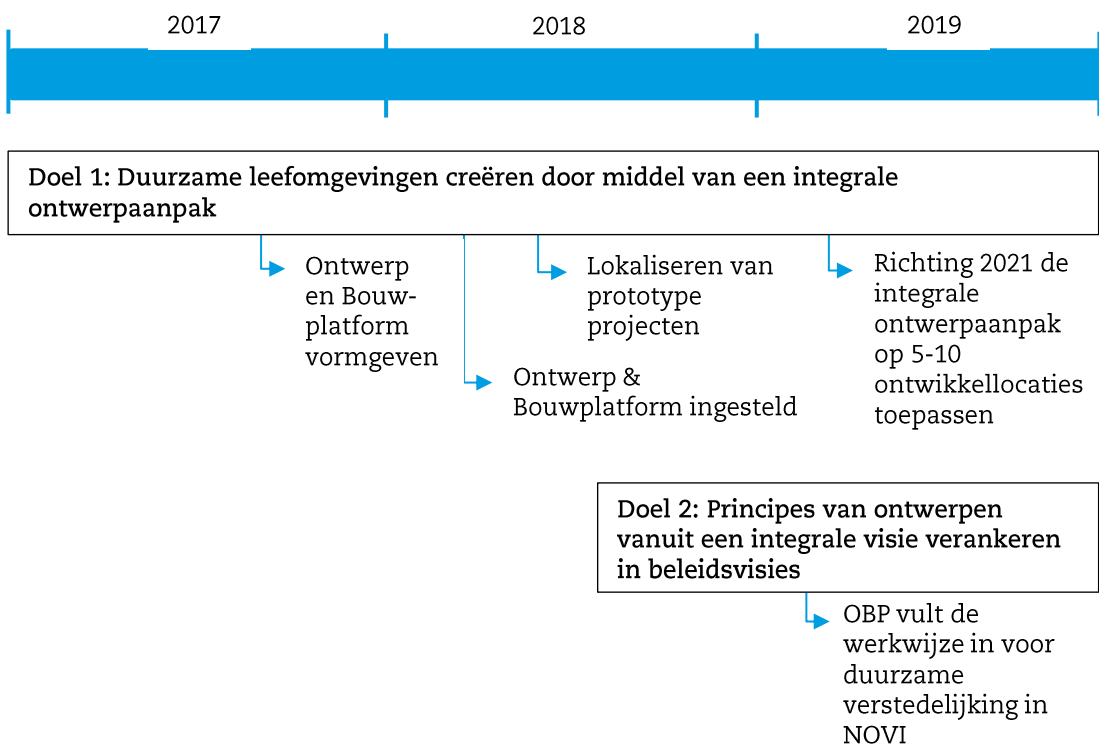 2017
2018
2019
Doel 1: Duurzame leefomgevingen creëren door middel van een integrale
ontwerpaanpak
Ontwerp
en Bouw-
platform
vormgeven
Ontwerp &
Bouwplatform ingesteld
Lokaliseren van
prototype
projecten
Richting 2021 de
integrale
ontwerpaanpak
op 5-10
ontwikkellocaties
toepassen
Doel 2: Principes van ontwerpen
vanuit een integrale visie verankeren
in beleidsvisies
OBP vult de
werkwijze in voor
duurzame
verstedelijking in
NOVI